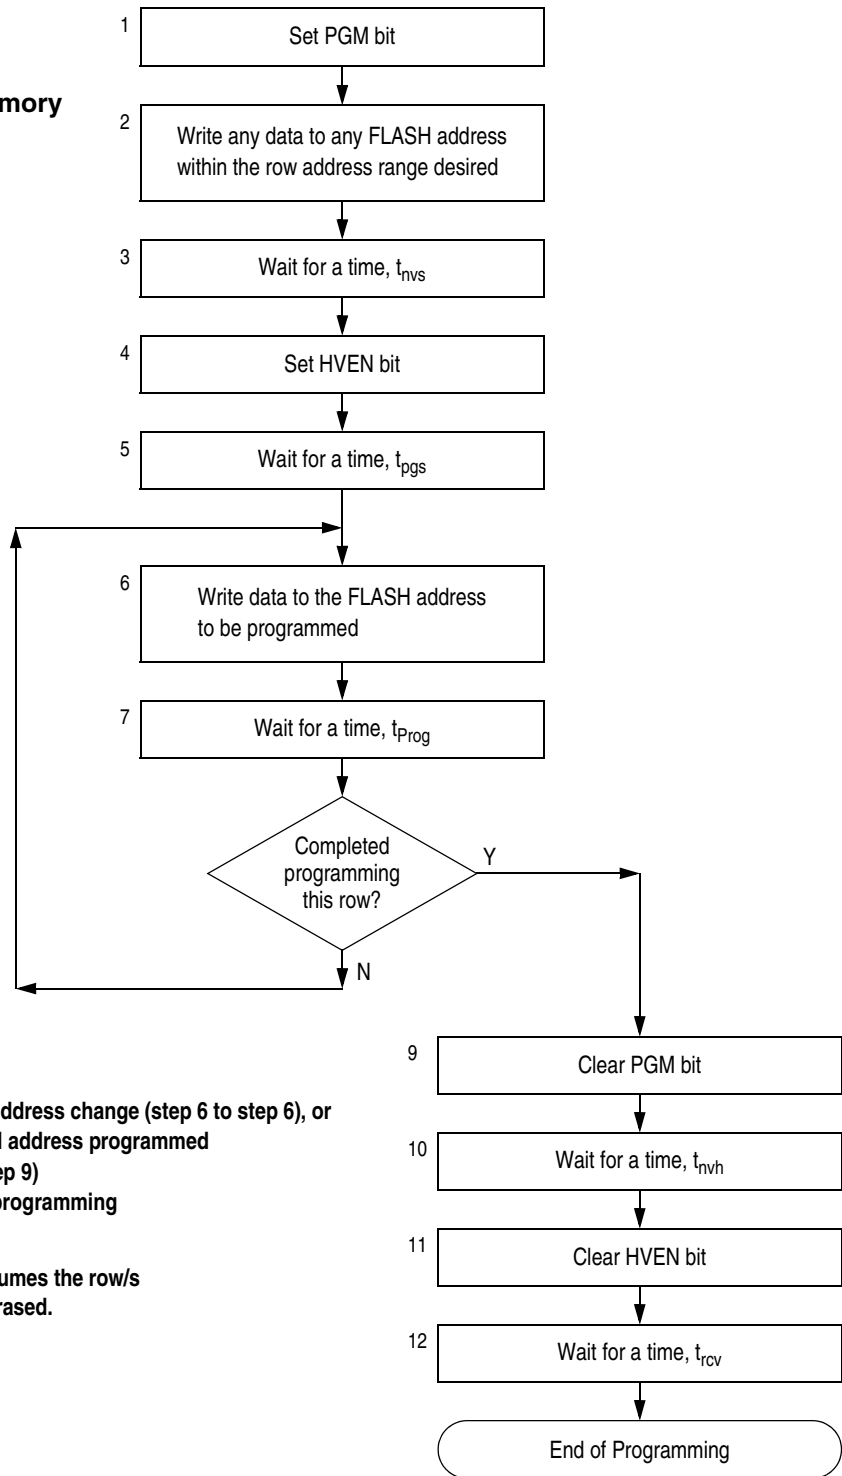 1
Set PGM bit
mory
2
Write any data to any FLASH address
within the row address range desired
3
Wait for a time, tnvs
4
Set HVEN bit
5
Wait for a time, tpgs
6
Write data to the FLASH address
to be programmed
7
Wait for a time, tProg
Completed
programming
this row?
Y
N
9
Clear PGM bit
address change (step 6 to step 6), or
address programmed
ep 9)
programming
10
Wait for a time, tnvh
11
Clear HVEN bit
umes the row/s
rased.
12
Wait for a time, trcv
End of Programming